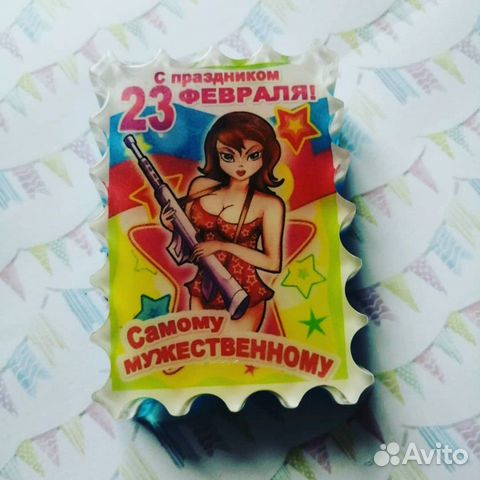 С праздником
23 ФЕВРАЛЯ!
Самому
мужественному
Avito